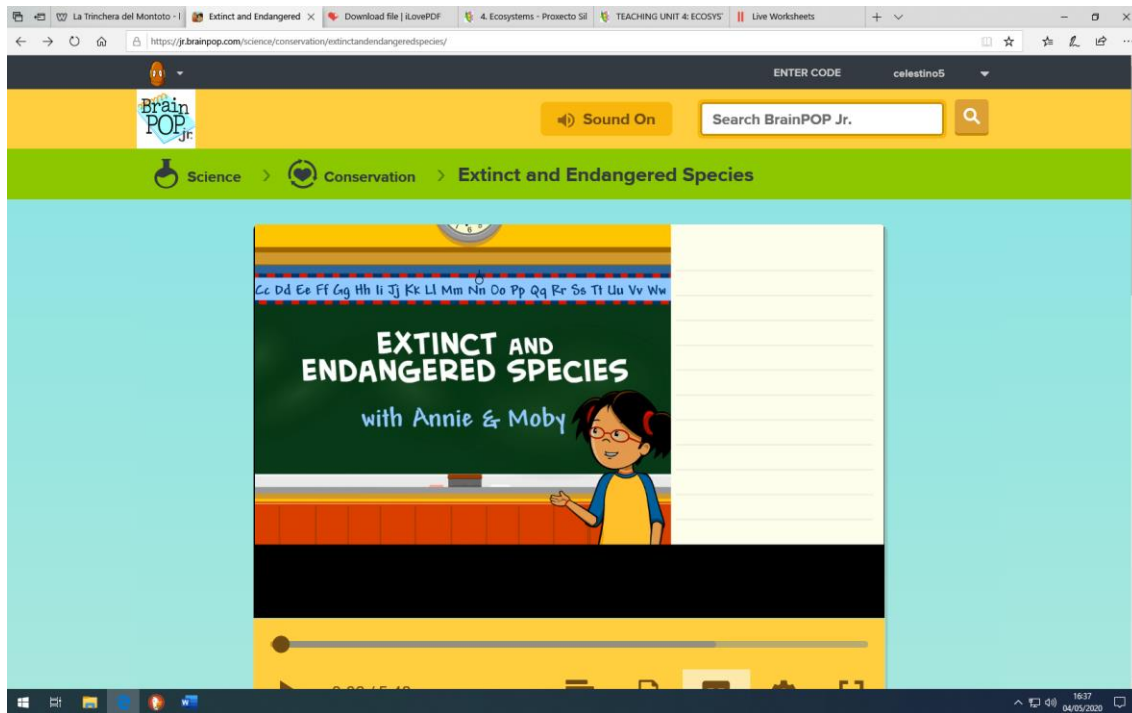 La Trinchera del Montoto - l
Extinct and Endangered
Download file | iLovePDF
4. Ecosystems - Proxecto Sil
TEACHING UNIT 4: ECOSYS
Live Worksheets
https://jr.brainpop.com/science/conservation/extinctandendangeredspecies/
ENTER CODE
celestino5
Brain
POP
jr.
Sound On
Search BrainPOP Jr.
Science > Conservation > Extinct and Endangered Species
7 6 5
Cc Dd Ee Ff Gg Hh Ii Jj Kk Ll Mm Nn Oo Pp Qq Rr Ss Tt Uu Vv Ww
EXTINCT AND
ENDANGERED SPECIES
with Annie & Moby
16:37
04/05/2020